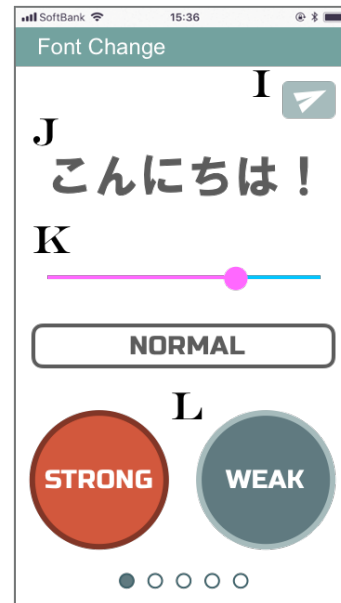 SoftBank 15:36
Font Change
I
J
こんにちは！
K
NORMAL
L
STRONG WEAK